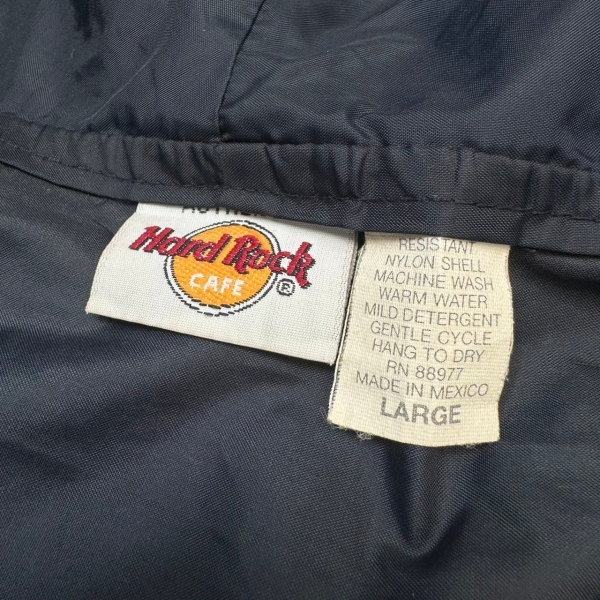 Hard Rock
CAFE
®
RESISTANT
NYLON SHELL
MACHINE WASH
WARM WATER
MILD DETERGENT
GENTLE CYCLE
HANG TO DRY
RN 88977
MADE IN MEXICO
LARGE